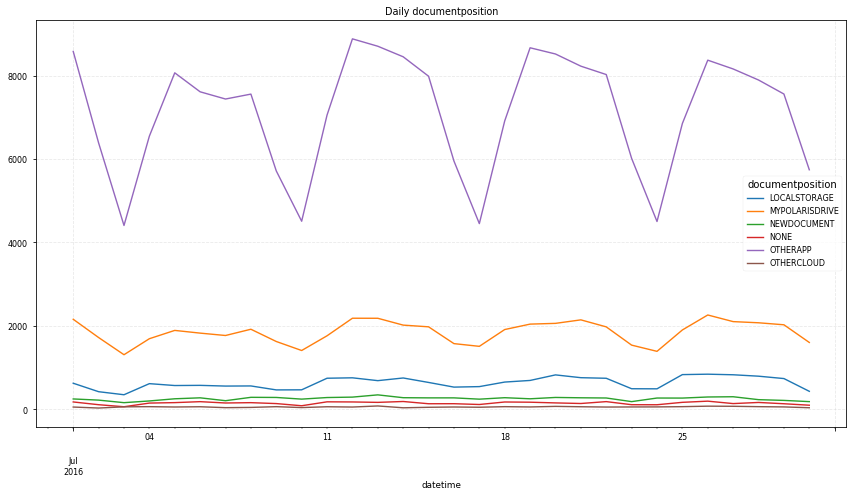 Daily documentposition
8000
6000
4000
2000
0
documentposition
LOCALSTORAGE
MYPOLARISDRIVE
NEWDOCUMENT
NONE
OTHERAPP
OTHERCLOUD
04
11
18
25
Jul
2016
datetime